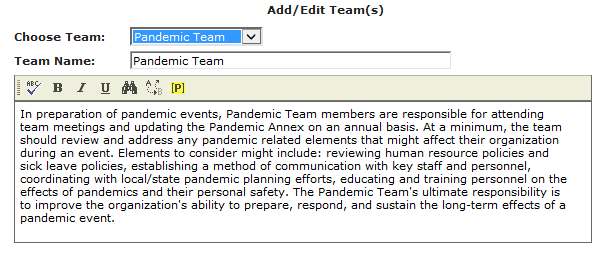 Add/Edit Team(s)
Choose Team: Pandemic Team
Team Name: Pandemic Team
ABC B I U [P]
In preparation of pandemic events, Pandemic Team members are responsible for attending
team meetings and updating the Pandemic Annex on an annual basis. At a minimum, the team
should review and address any pandemic related elements that might affect their organization
during an event. Elements to consider might include: reviewing human resource policies and
sick leave policies, establishing a method of communication with key staff and personnel,
coordinating with local/state pandemic planning efforts, educating and training personnel on the
effects of pandemics and their personal safety. The Pandemic Team's ultimate responsibility is
to improve the organization's ability to prepare, respond, and sustain the long-term effects of a
pandemic event.